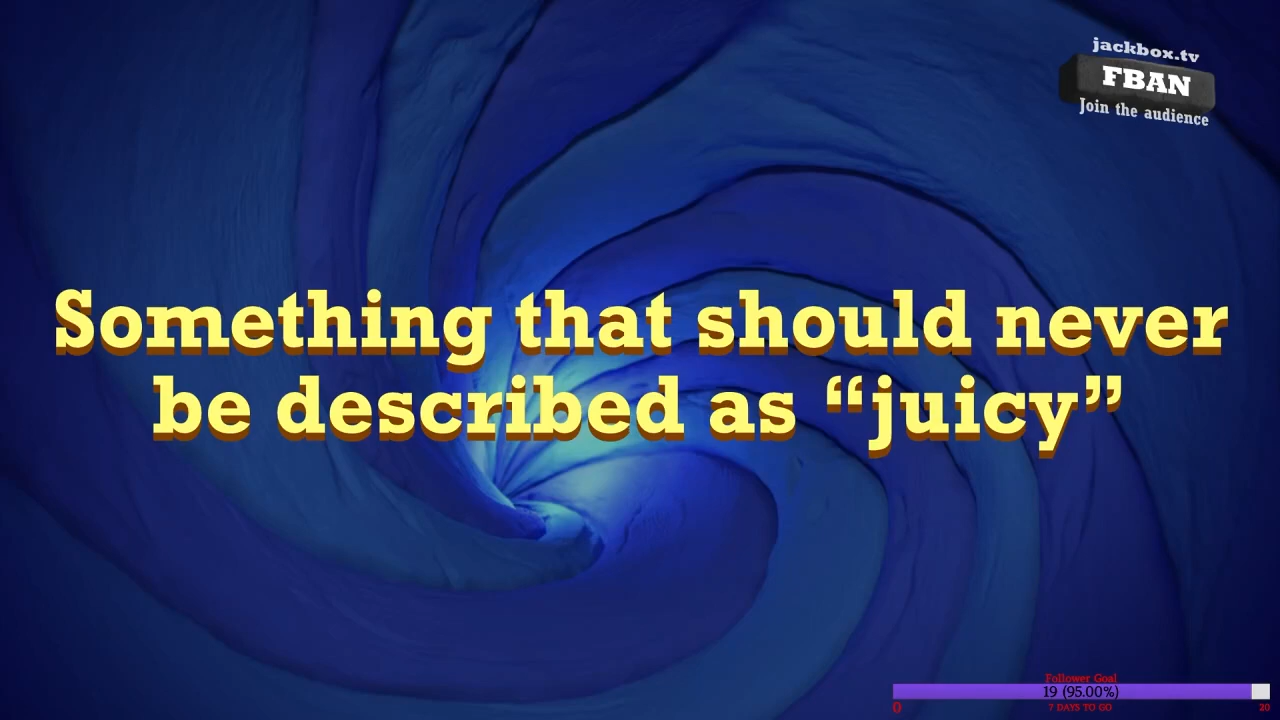 jackbox.tv
FBAN
Join the audience
Something that should never
be described as “juicy”
Follower Goal
19 (95.00%)
0
7 DAYS TO GO
20